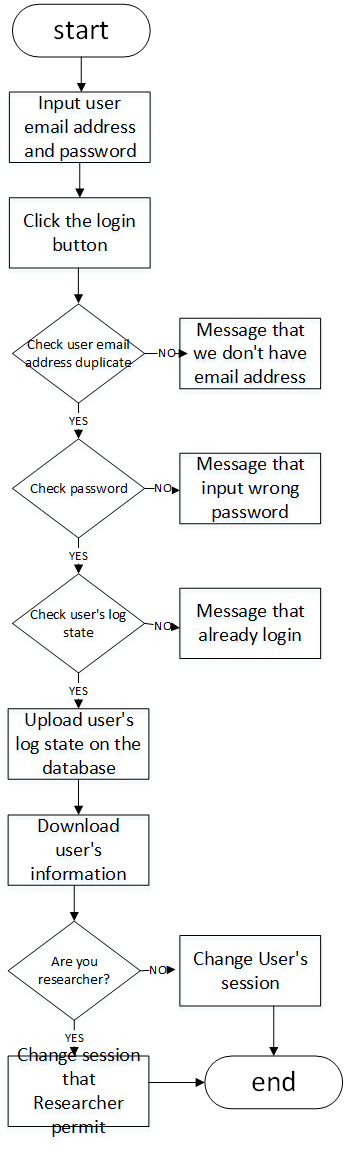 start
Input user
email address
and password
Click the login
button
Check user email
address duplicate
NO
Message that
we don't have
email address
YES
Check password
NO
Message that
input wrong
password
YES
Check user's log
state
NO
Message that
already login
YES
Upload user's
log state on the
database
Download
user's
information
Are you
researcher?
NO
Change User's
session
YES
Change session
that
Researcher
permit
end